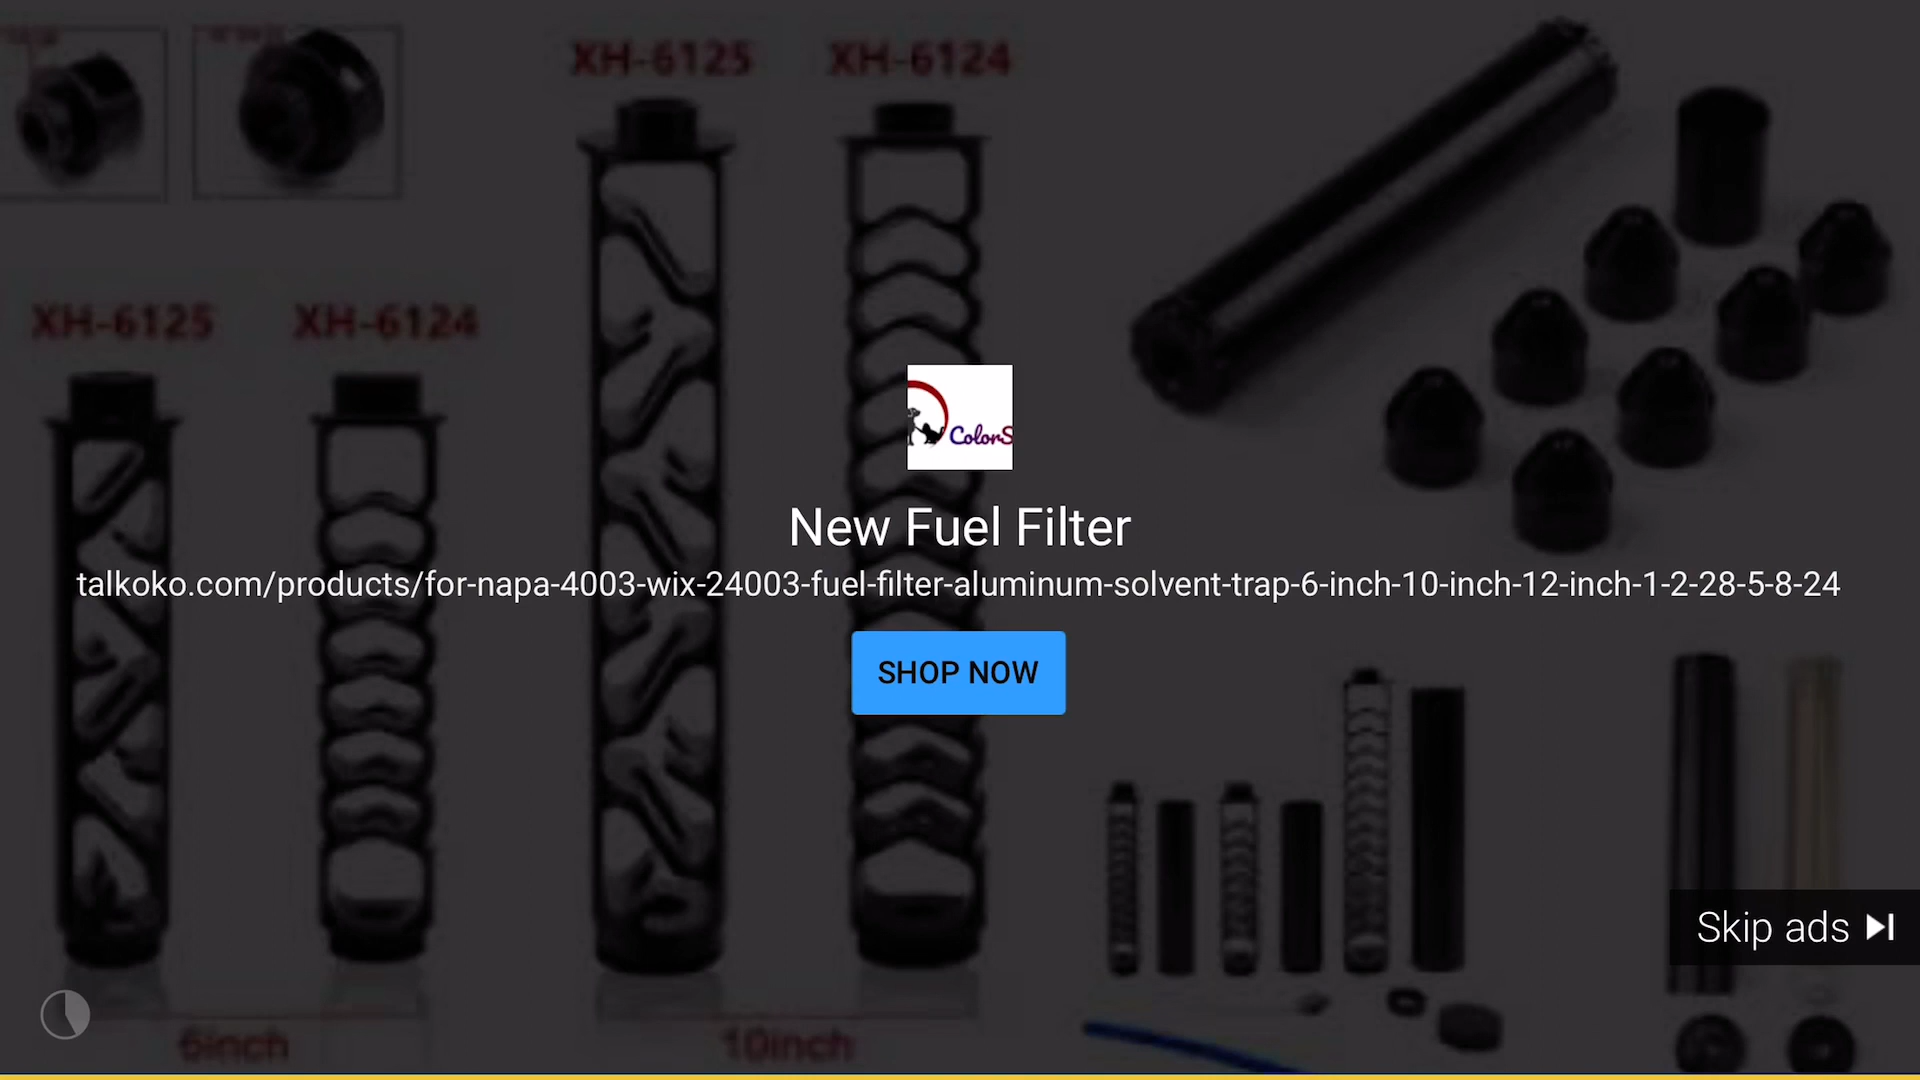 XH-6125 XH-6124
XH-6125 XH-6124
ColorS
New Fuel Filter
talkoko.com/products/for-napa-4003-wix-24003-fuel-filter-aluminum-solvent-trap-6-inch-10-inch-12-inch-1-2-28-5-8-24
SHOP NOW
Skip ads
6inch 10inch